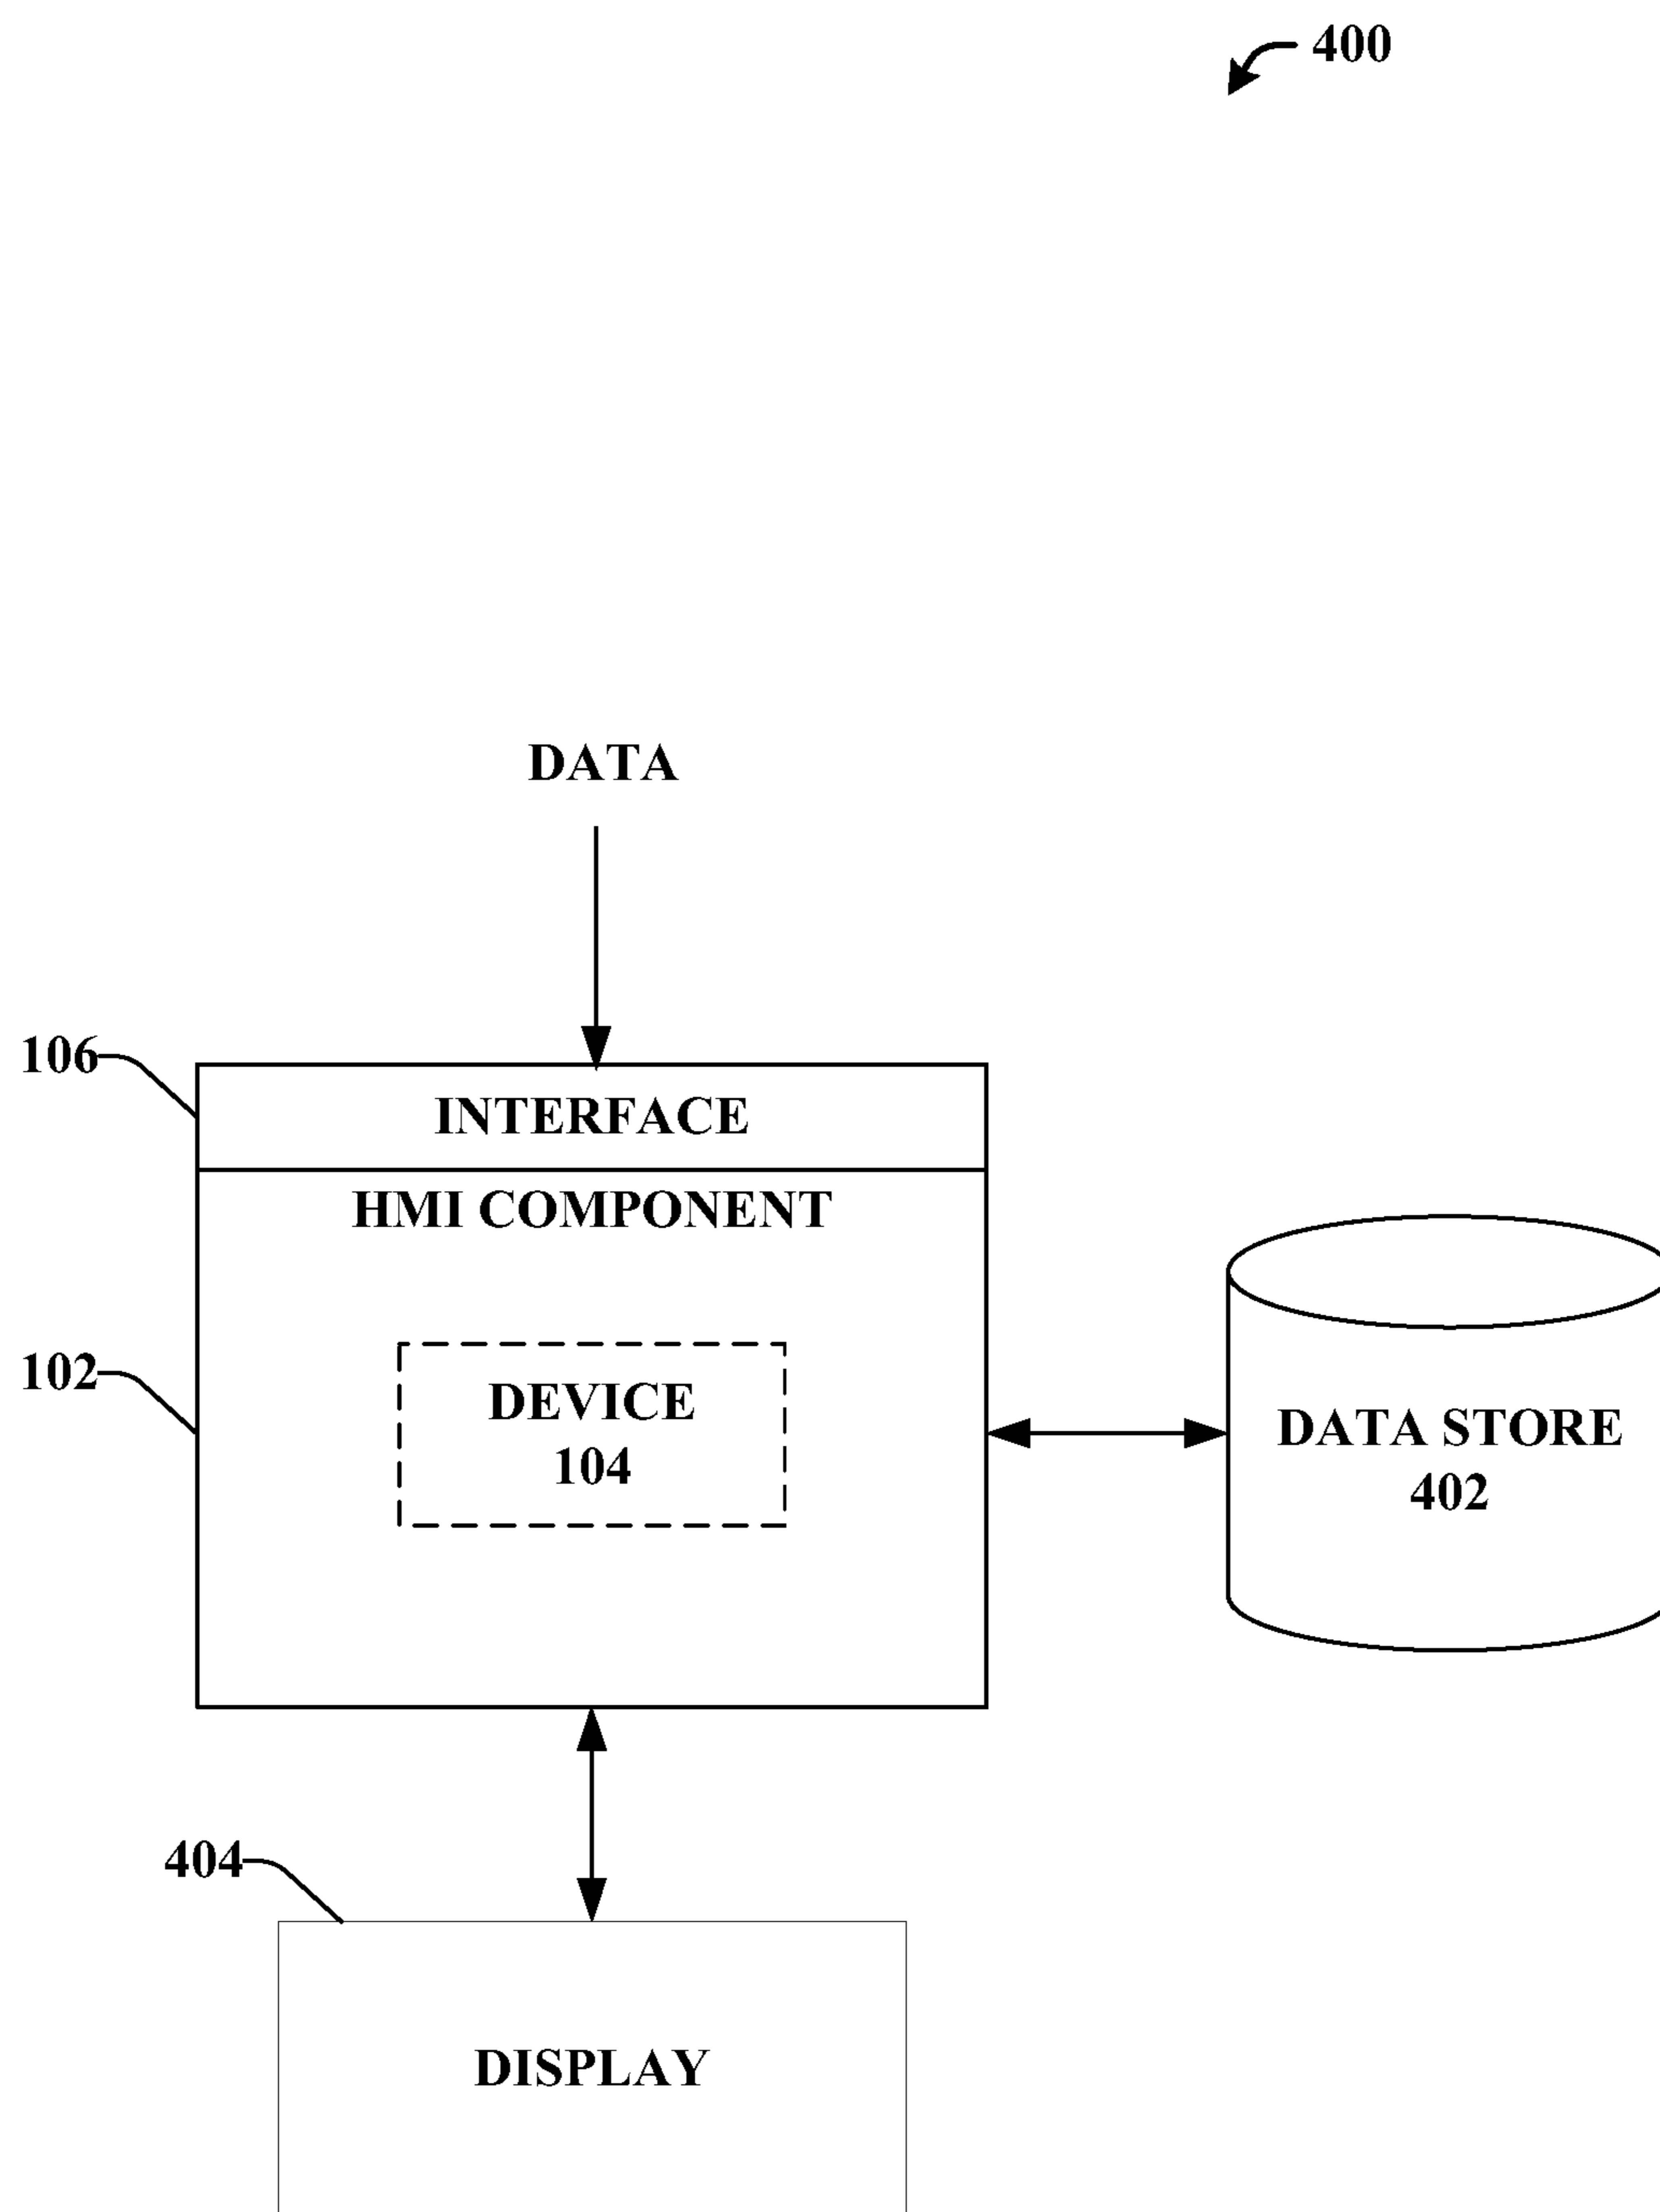 400
DATA
106
INTERFACE
HMI COMPONENT
102
DEVICE
104
DATA STORE
402
404
DISPLAY